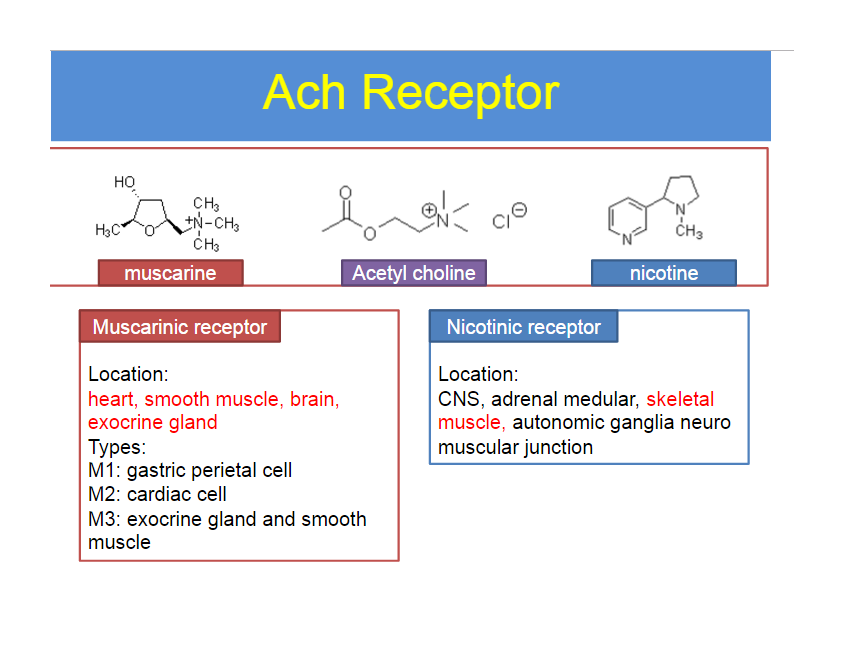 Ach Receptor
HO
CH₃
H₃C
O
⁺N-CH₃
CH₃
O
O
⊕N
Cl⊖
N
N
CH₃
muscarine
Acetyl choline
nicotine
Muscarinic receptor
Location:
heart, smooth muscle, brain,
exocrine gland
Types:
M1: gastric perietal cell
M2: cardiac cell
M3: exocrine gland and smooth
muscle
Nicotinic receptor
Location:
CNS, adrenal medular, skeletal
muscle, autonomic ganglia neuro
muscular junction